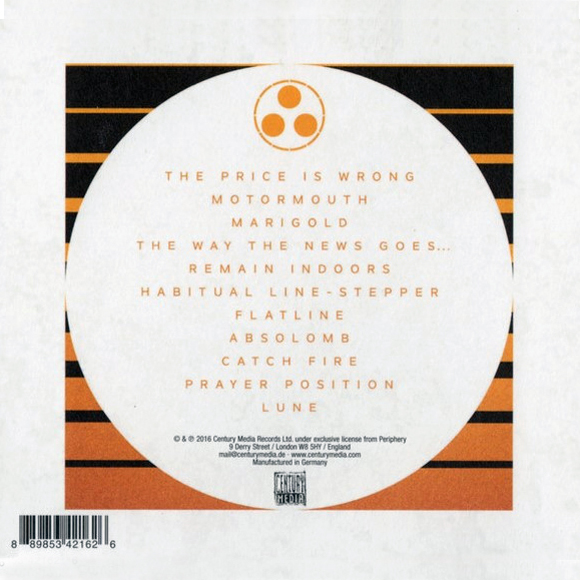 THE PRICE IS WRONG
MOTORMOUTH
MARIGOLD
THE WAY THE NEWS GOES...
REMAIN INDOORS
HABITUAL LINE-STEPPER
FLATLINE
ABSOLOMB
CATCH FIRE
PRAYER POSITION
LUNE
© & ℗ 2016 Century Media Records Ltd. under exclusive license from Periphery
9 Derry Street / London W8 5HY / England
mail@centurymedia.de · www.centurymedia.com
Manufactured in Germany
CENTURY
MEDIA
8 89853 42162 6